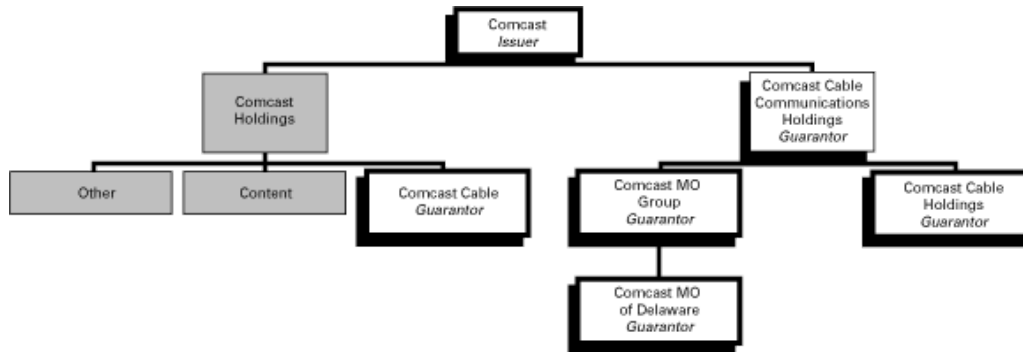 Comcast
Issuer
Comcast
Holdings
Comcast Cable
Communications
Holdings
Guarantor
Other
Content
Comcast Cable
Guarantor
Comcast MO
Group
Guarantor
Comcast Cable
Holdings
Guarantor
Comcast MO
of Delaware
Guarantor